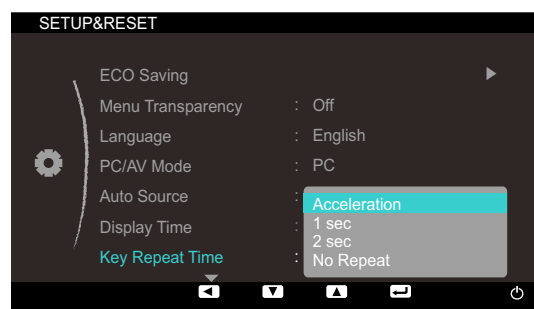 SETUP&RESET
ECO Saving
Menu Transparency : Off
Language : English
PC/AV Mode : PC
Auto Source :
Display Time :
Key Repeat Time :
Acceleration
1 sec
2 sec
No Repeat